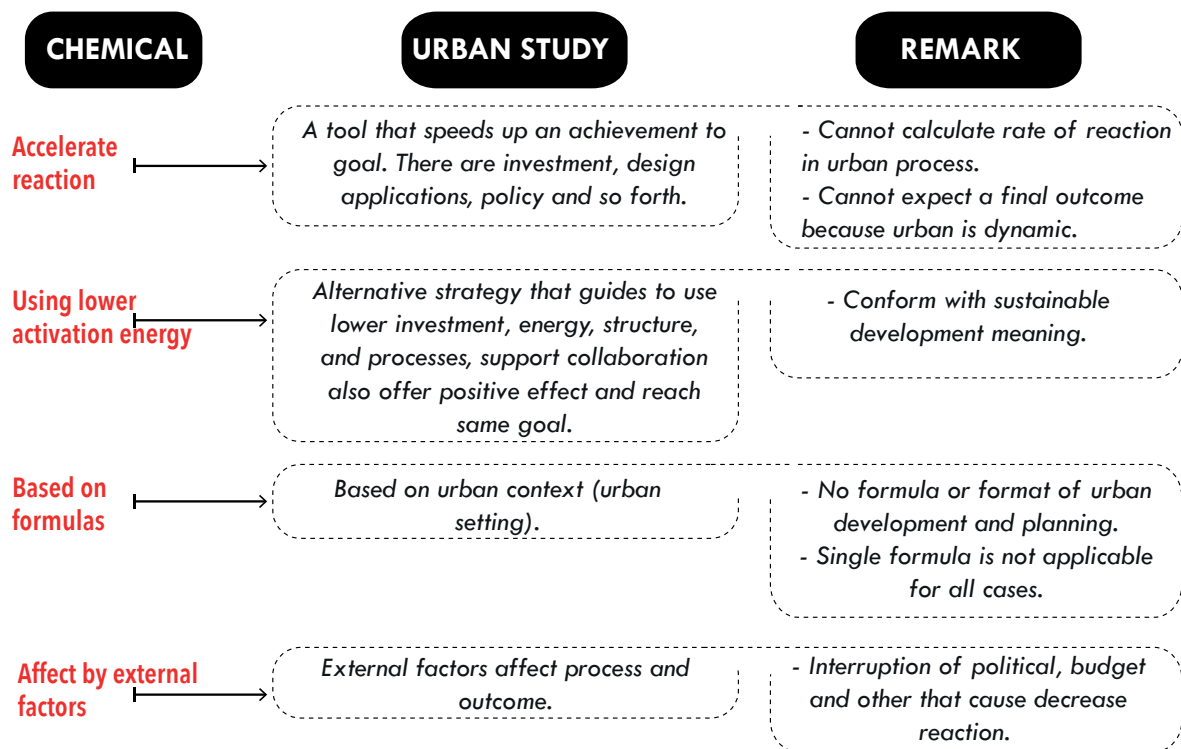 CHEMICAL
URBAN STUDY
REMARK
Accelerate
reaction
A tool that speeds up an achievement to
goal. There are investment, design
applications, policy and so forth.
- Cannot calculate rate of reaction
in urban process.
- Cannot expect a final outcome
because urban is dynamic.
Using lower
activation energy
Alternative strategy that guides to use
lower investment, energy, structure,
and processes, support collaboration
also offer positive effect and reach
same goal.
- Conform with sustainable
development meaning.
Based on
formulas
Based on urban context (urban
setting).
- No formula or format of urban
development and planning.
- Single formula is not applicable
for all cases.
Affect by external
factors
External factors affect process and
outcome.
- Interruption of political, budget
and other that cause decrease
reaction.